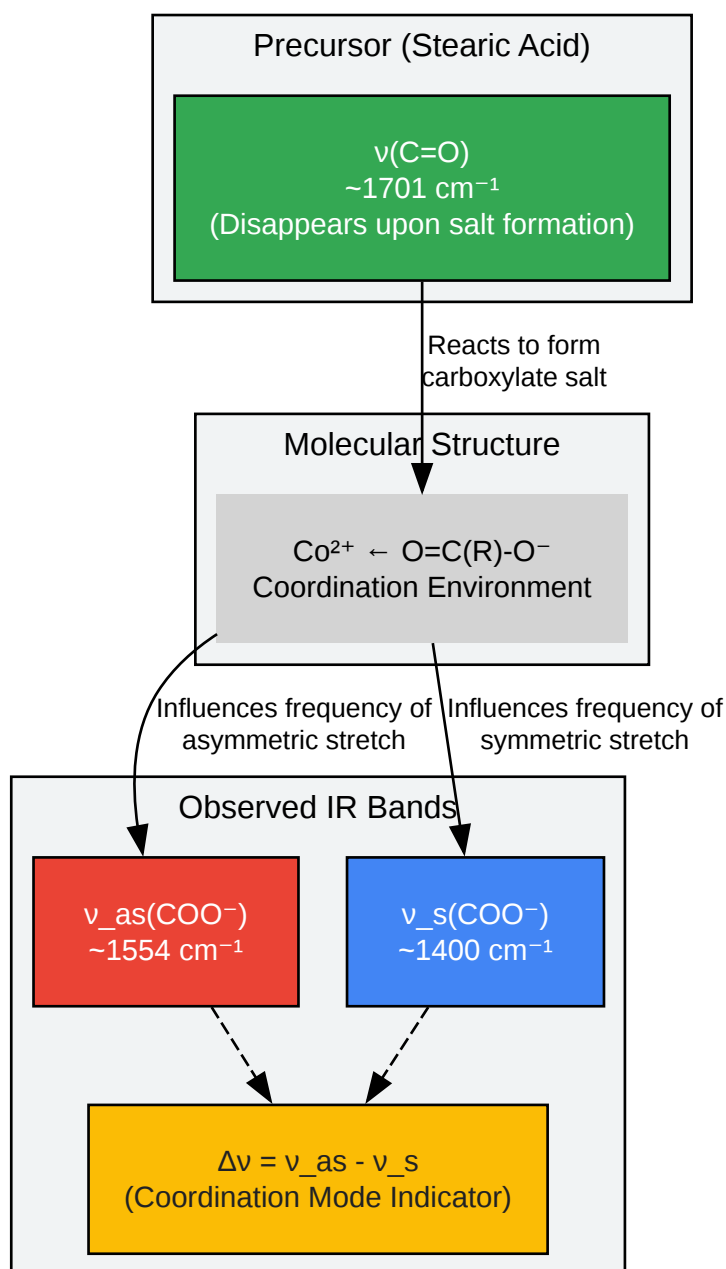 Precursor (Stearic Acid)
ν(C=O)
~1701 cm⁻¹
(Disappears upon salt formation)
Reacts to form
carboxylate salt
Molecular Structure
Co²⁺ ← O=C(R)-O⁻
Coordination Environment
Influences frequency of
asymmetric stretch
Influences frequency of
symmetric stretch
Observed IR Bands
ν_as(COO⁻)
~1554 cm⁻¹
ν_s(COO⁻)
~1400 cm⁻¹
Δν = ν_as - ν_s
(Coordination Mode Indicator)